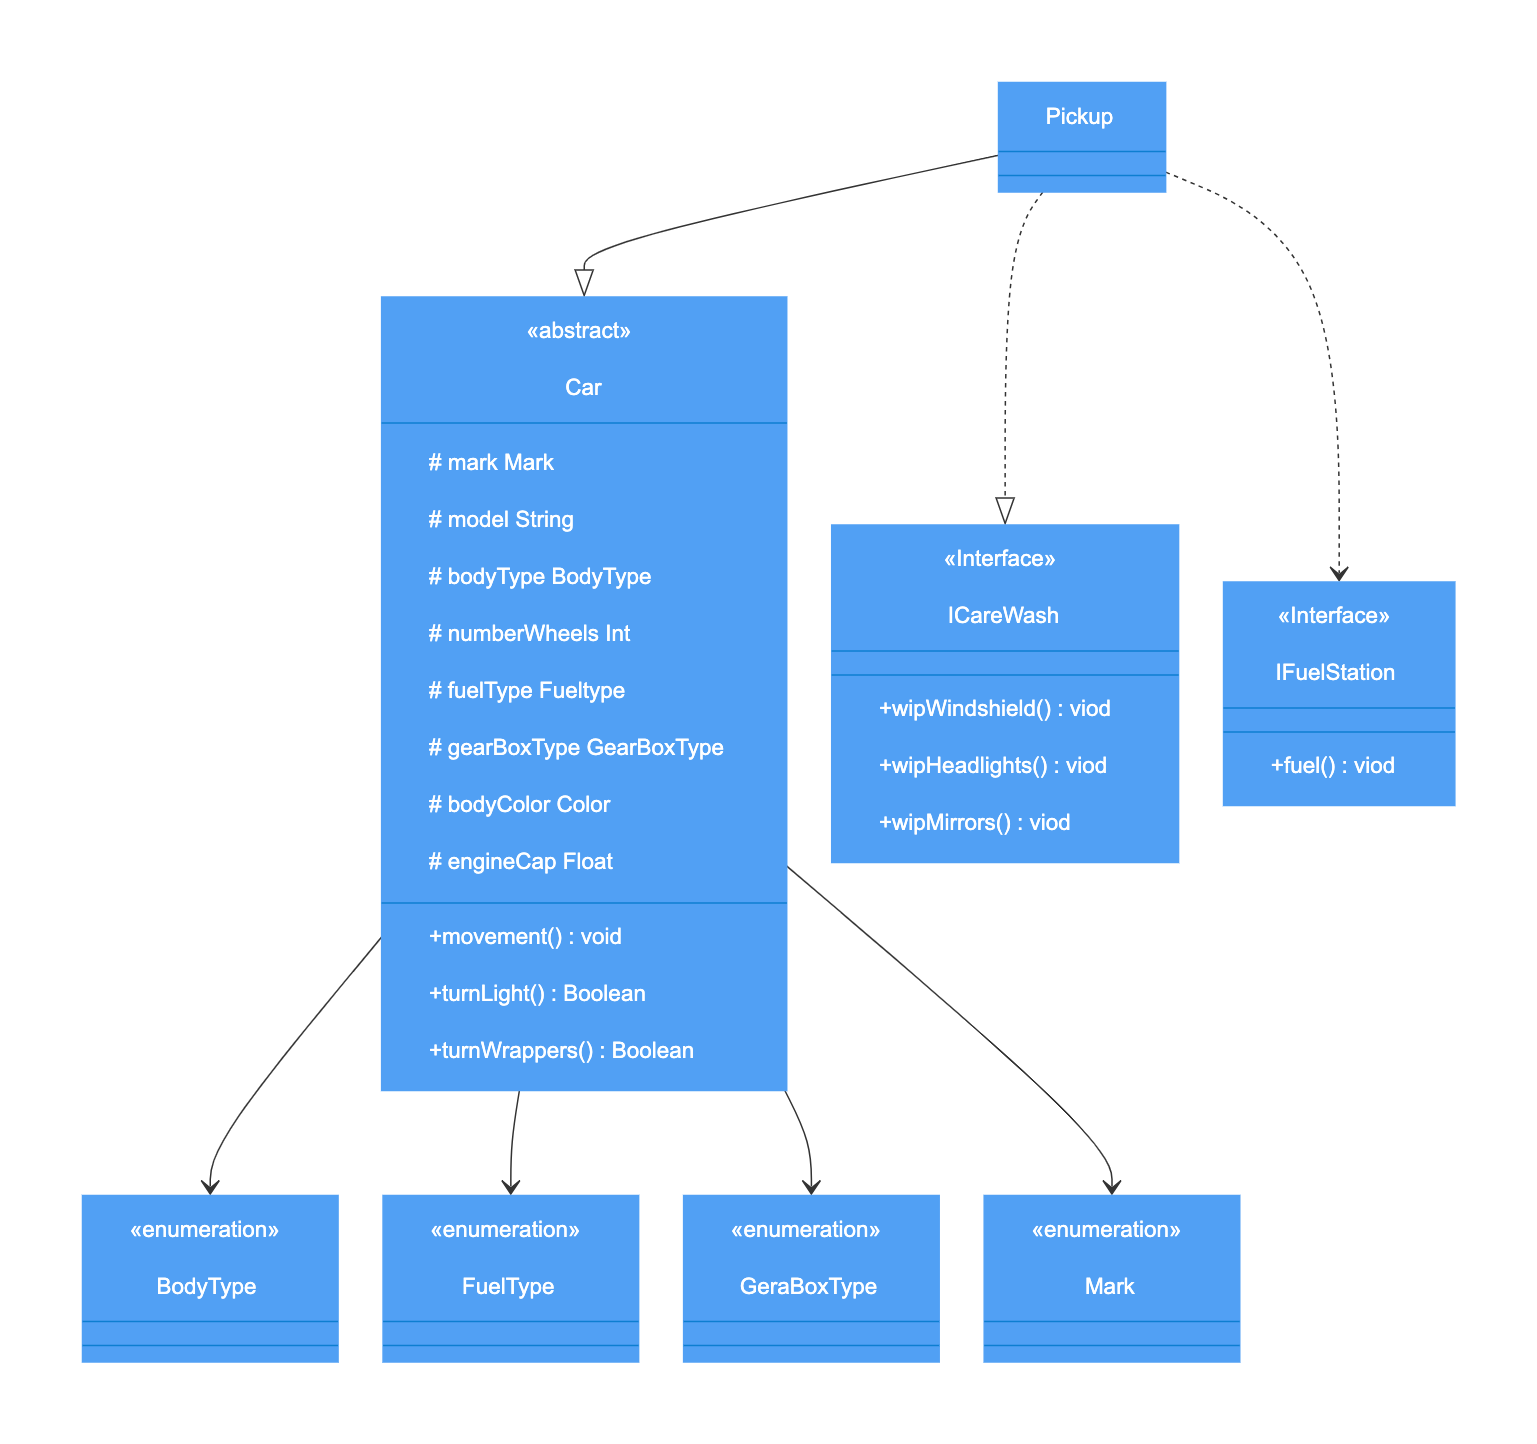 Pickup
«abstract»
Car
# mark Mark
# model String
# bodyType BodyType
# numberWheels Int
# fuelType Fueltype
# gearBoxType GearBoxType
# bodyColor Color
# engineCap Float
+movement() : void
+turnLight() : Boolean
+turnWrappers() : Boolean
«Interface»
ICareWash
+wipWindshield() : viod
+wipHeadlights() : viod
+wipMirrors() : viod
«Interface»
IFuelStation
+fuel() : viod
«enumeration»
BodyType
«enumeration»
FuelType
«enumeration»
GeraBoxType
«enumeration»
Mark